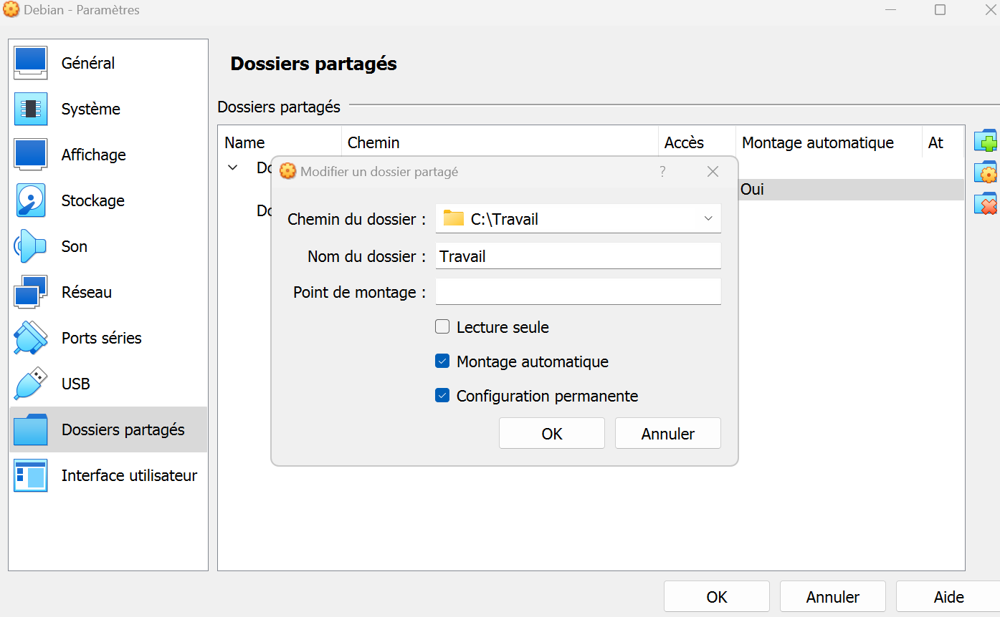 Debian - Paramètres
Général
Système
Affichage
Stockage
Son
Réseau
Ports séries
USB
Dossiers partagés
Interface utilisateur
Dossiers partagés
Dossiers partagés
Name Chemin Accès Montage automatique At
Oui
Modifier un dossier partagé ?
Chemin du dossier : C:\Travail
Nom du dossier : Travail
Point de montage :
Lecture seule
Montage automatique
Configuration permanente
OK Annuler
OK Annuler Aide